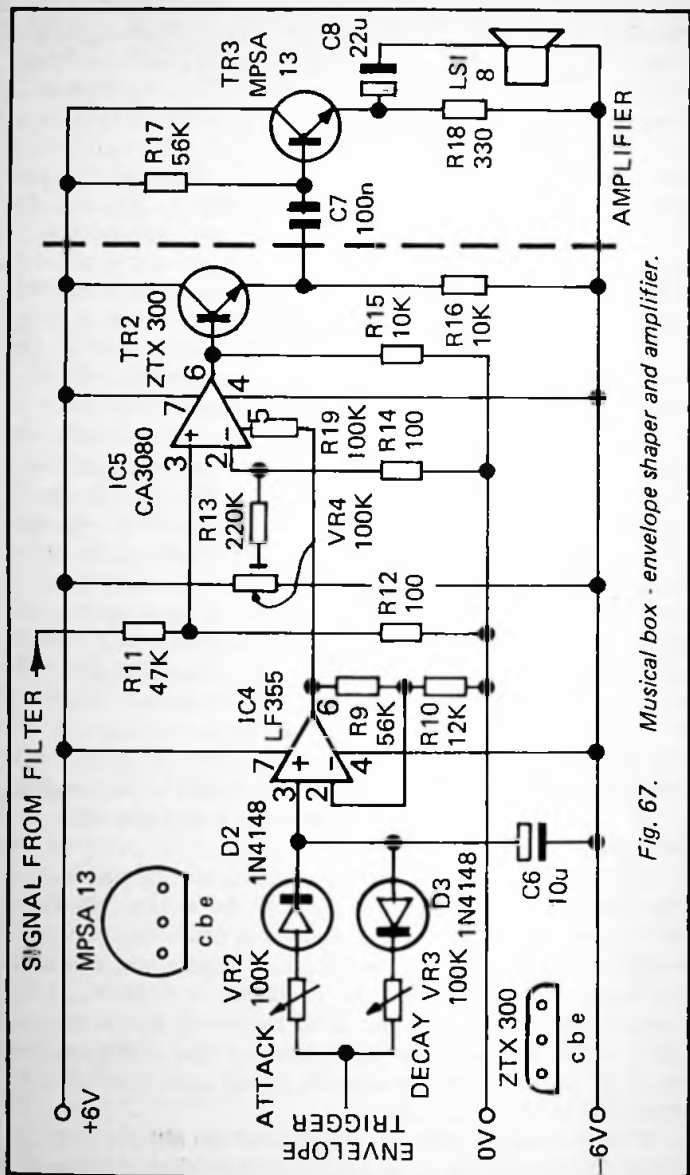 SIGNAL FROM FILTER
+6V
MPSA 13
c b e
R11
47K
R17
56K
TR3
MPSA
13
C8
22u
LSI
8
R18
330
C7
100n
AMPLIFIER
TR2
ZTX 300
IC5
CA3080
3
2
7
6
4
5
+
−
R15
10K
R16
10K
R19
100K
R14
100
R13
220K
VR4
100K
R12
100
IC4
LF355
3
2
7
6
4
+
−
R9
56K
R10
12K
D2
1N4148
D3
1N4148
C6
10u
VR2
100K
ATTACK
DECAY
VR3
100K
ENVELOPE
TRIGGER
ZTX 300
c b e
0V
-6V
Fig. 67. Musical box - envelope shaper and amplifier.